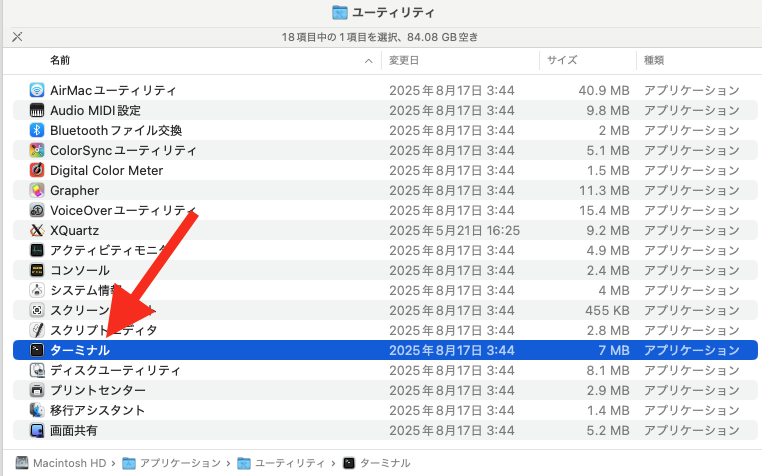 ユーティリティ
18項目中の1項目を選択、84.08 GB空き
名前 変更日 サイズ 種類
AirMacユーティリティ 2025年8月17日 3:44 40.9 MB アプリケーション
Audio MIDI設定 2025年8月17日 3:44 9.8 MB アプリケーション
Bluetoothファイル交換 2025年8月17日 3:44 2 MB アプリケーション
ColorSyncユーティリティ 2025年8月17日 3:44 5.1 MB アプリケーション
Digital Color Meter 2025年8月17日 3:44 1.5 MB アプリケーション
Grapher 2025年8月17日 3:44 11.3 MB アプリケーション
VoiceOverユーティリティ 2025年8月17日 3:44 15.4 MB アプリケーション
XQuartz 2025年5月21日 16:25 9.2 MB アプリケーション
アクティビティモニタ 2025年8月17日 3:44 4.9 MB アプリケーション
コンソール 2025年8月17日 3:44 2.4 MB アプリケーション
システム情報 2025年8月17日 3:44 4 MB アプリケーション
2025年8月17日 3:44 455 KB アプリケーション
スクリプトエディタ 2025年8月17日 3:44 2.8 MB アプリケーション
ターミナル 2025年8月17日 3:44 7 MB アプリケーション
ディスクユーティリティ 2025年8月17日 3:44 8.1 MB アプリケーション
プリントセンター 2025年8月17日 3:44 2.9 MB アプリケーション
移行アシスタント 2025年8月17日 3:44 1.4 MB アプリケーション
画面共有 2025年8月17日 3:44 5.2 MB アプリケーション
Macintosh HD › アプリケーション › ユーティリティ › ターミナル